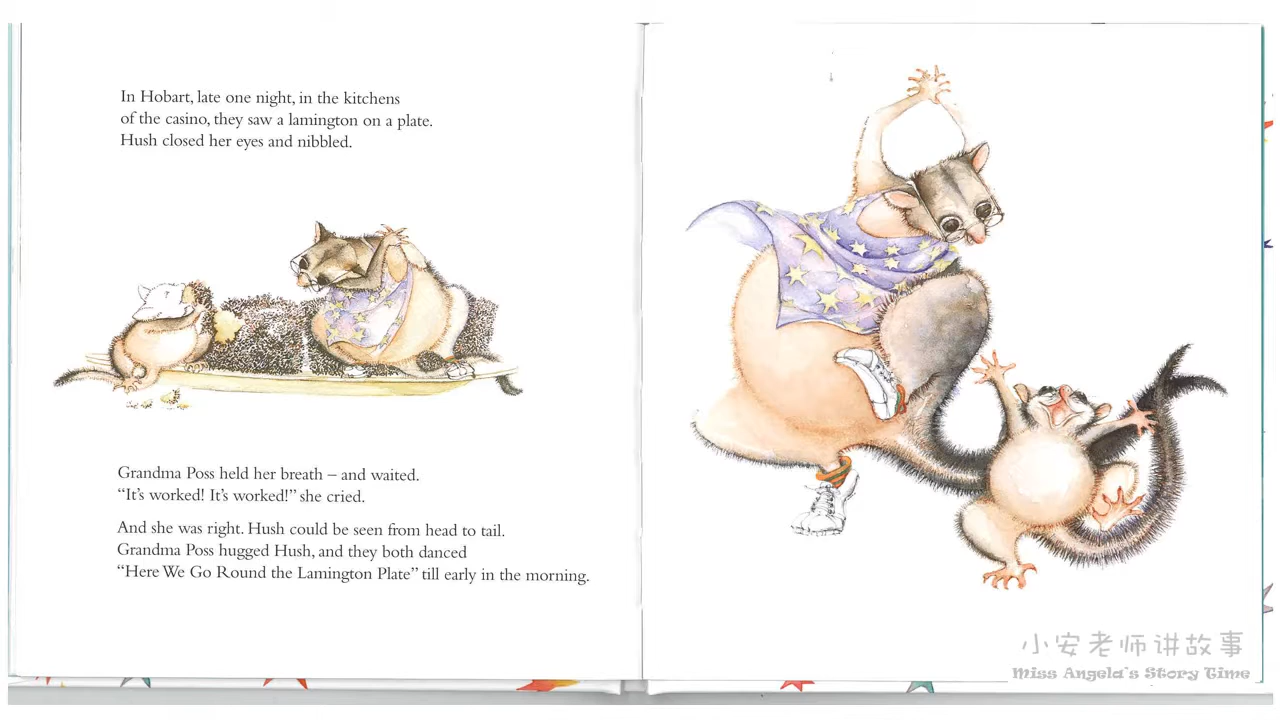 In Hobart, late one night, in the kitchens
of the casino, they saw a lamington on a plate.
Hush closed her eyes and nibbled.
Grandma Poss held her breath – and waited.
“It’s worked! It’s worked!” she cried.
And she was right. Hush could be seen from head to tail.
Grandma Poss hugged Hush, and they both danced
“Here We Go Round the Lamington Plate” till early in the morning.
小安老师讲故事
Miss Angela's Story Time